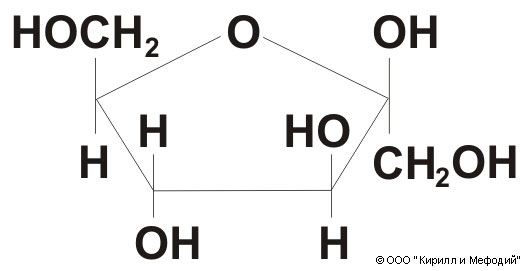 HOCH2 O OH
H HO
H CH2OH
OH H
© ООО "Кирилл и Мефодий"